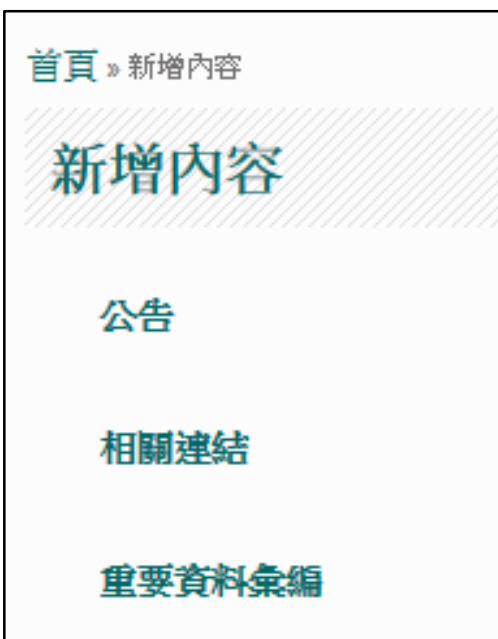 首頁 » 新增內容
新增內容
公告
相關連結
重要資料彙編